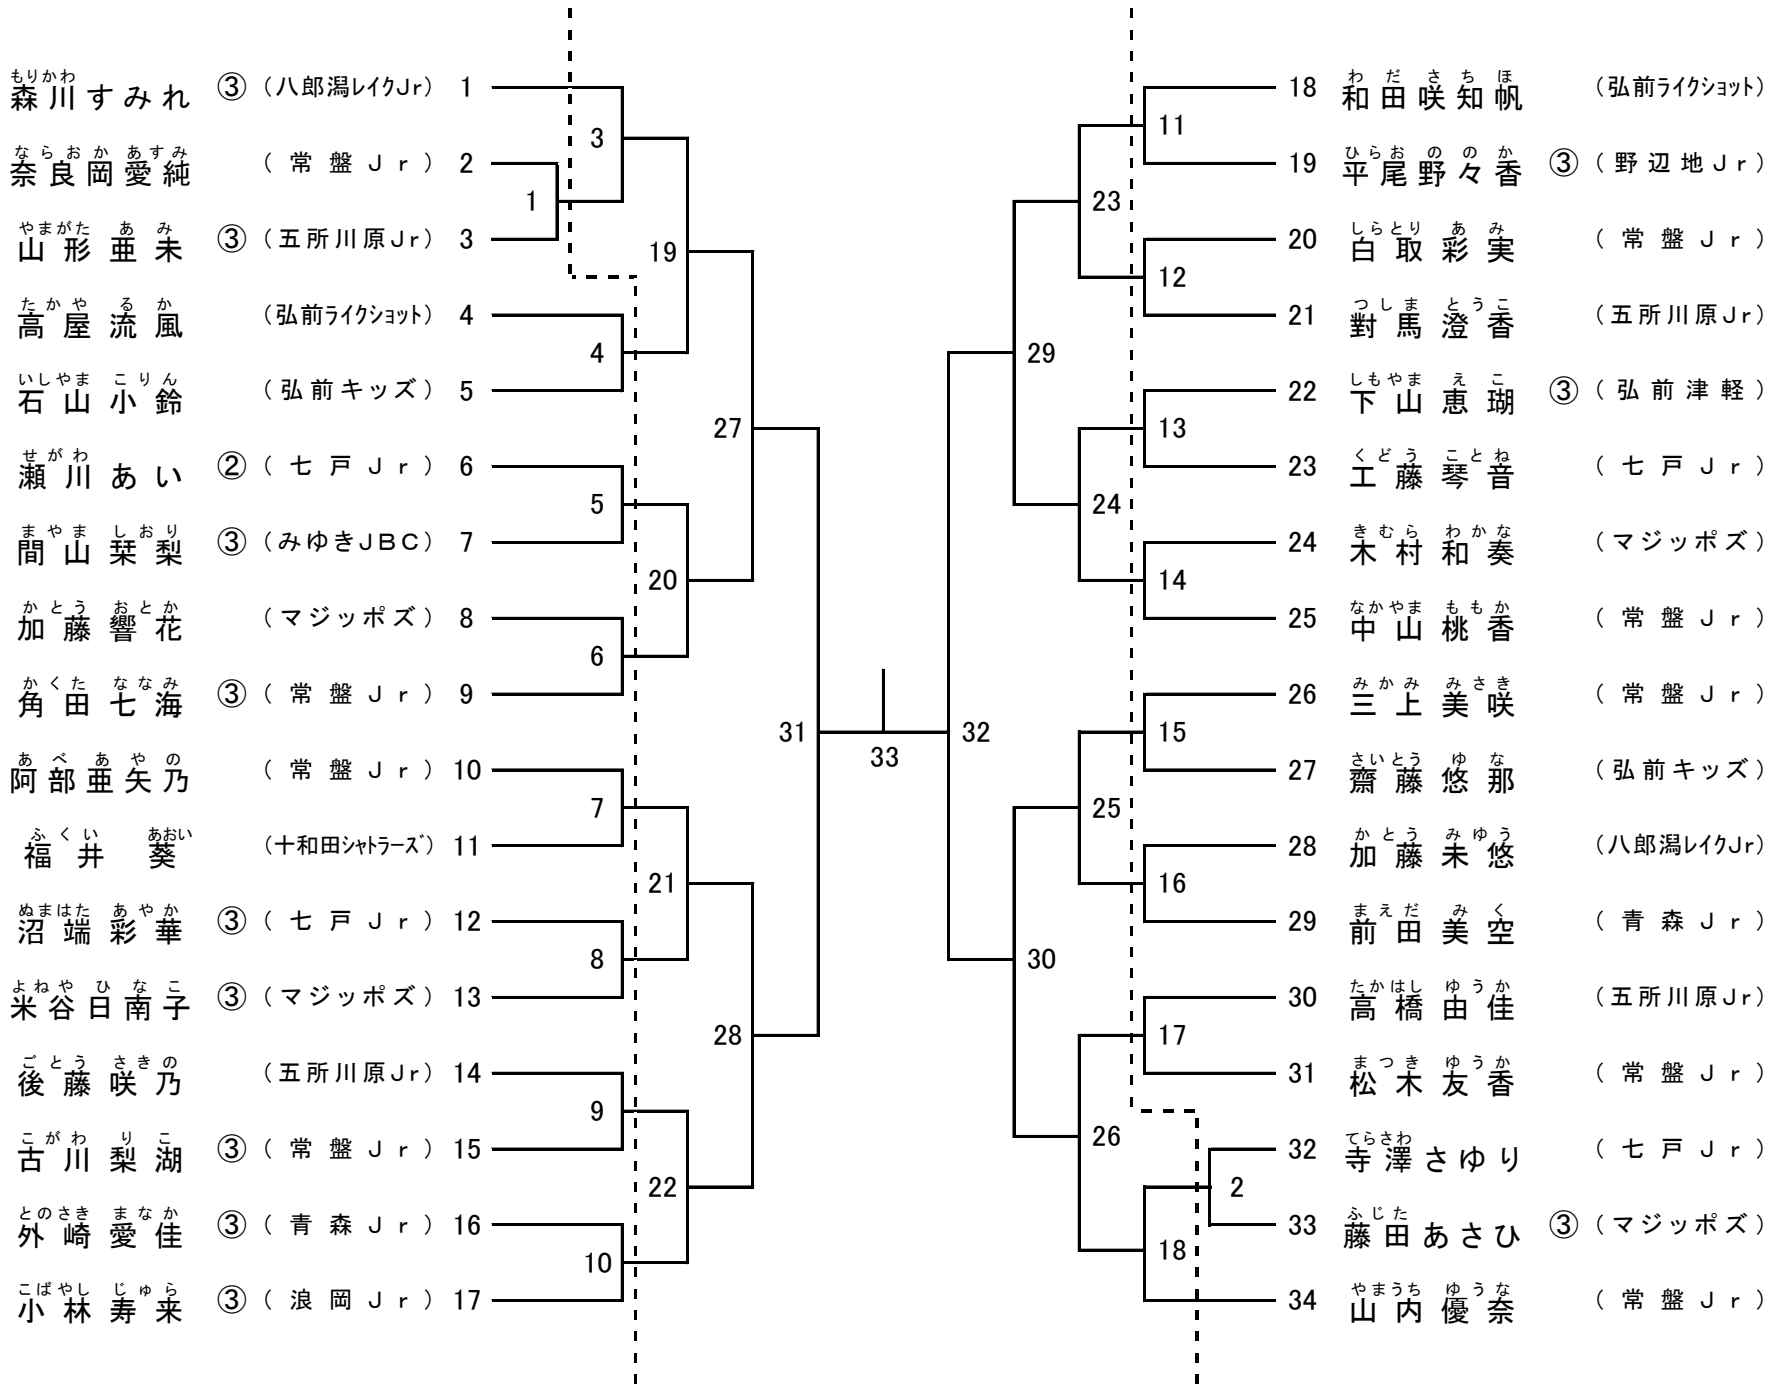 もりかわ
森川すみれ ③ (八郎潟レイクJr) 1
ならおか あすみ
奈良岡愛純 (常盤Jr) 2
やまがた あみ
山形亜未 ③ (五所川原Jr) 3
たかや るか
高屋流風 (弘前ライクショット) 4
いしやま こりん
石山小鈴 (弘前キッズ) 5
せがわ
瀬川あい ② (七戸Jr) 6
まやま しおり
間山栞梨 ③ (みゆきJBC) 7
かとう おとか
加藤響花 (マジッポズ) 8
かくた ななみ
角田七海 ③ (常盤Jr) 9
あべ あやの
阿部亜矢乃 (常盤Jr) 10
ふくい あおい
福井葵 (十和田シャトラーズ) 11
ぬまはた あやか
沼端彩華 ③ (七戸Jr) 12
よねや ひなこ
米谷日南子 ③ (マジッポズ) 13
ごとう さきの
後藤咲乃 (五所川原Jr) 14
こがわ りこ
古川梨湖 ③ (常盤Jr) 15
とのさき まなか
外崎愛佳 ③ (青森Jr) 16
こばやし じゅら
小林寿来 ③ (浪岡Jr) 17
1
3
4
5
6
7
8
9
10
19
20
21
22
27
28
31
33
32
29
30
23
24
25
26
11
12
13
14
15
16
17
18
2
わだ さちほ
18 和田咲知帆 (弘前ライクショット)
ひらお ののか
19 平尾野々香 ③ (野辺地Jr)
しらとり あみ
20 白取彩実 (常盤Jr)
つしま とうこ
21 對馬澄香 (五所川原Jr)
しもやま えこ
22 下山恵瑚 ③ (弘前津軽)
くどう ことね
23 工藤琴音 (七戸Jr)
きむら わかな
24 木村和奏 (マジッポズ)
なかやま ももか
25 中山桃香 (常盤Jr)
みかみ みさき
26 三上美咲 (常盤Jr)
さいとう ゆな
27 齋藤悠那 (弘前キッズ)
かとう みゆう
28 加藤未悠 (八郎潟レイクJr)
まえだ みく
29 前田美空 (青森Jr)
たかはし ゆうか
30 高橋由佳 (五所川原Jr)
まつき ゆうか
31 松木友香 (常盤Jr)
てらさわ
32 寺澤さゆり (七戸Jr)
ふじた
33 藤田あさひ ③ (マジッポズ)
やまうち ゆうな
34 山内優奈 (常盤Jr)